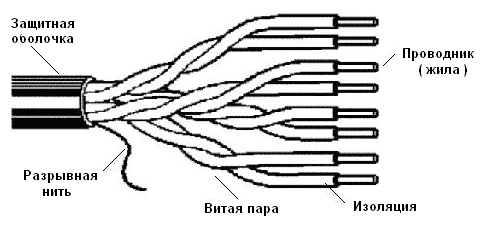 Защитная
оболочка
Проводник
( жила )
Разрывная
нить
Витая пара
Изоляция